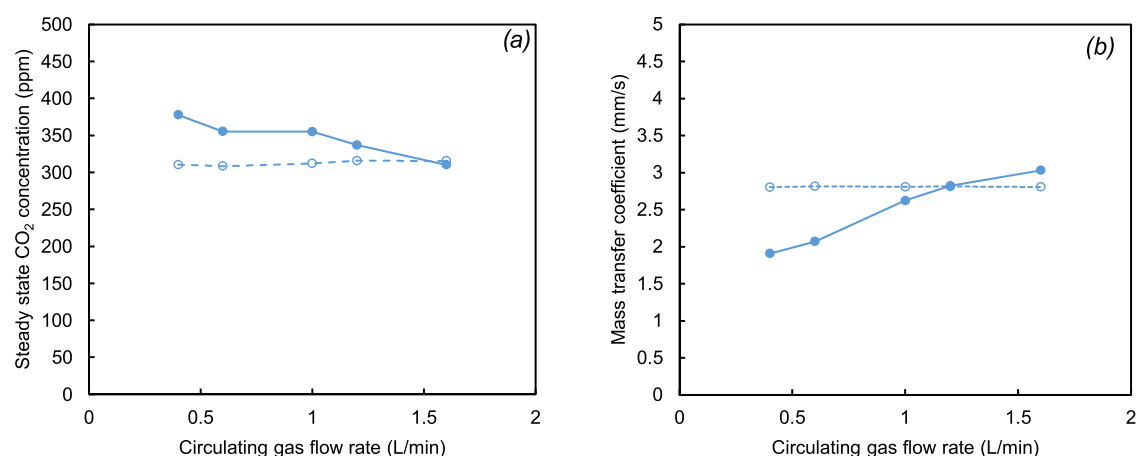 (a)
Steady state CO₂ concentration (ppm)
500
450
400
350
300
250
200
150
100
50
0
0 0.5 1 1.5 2
Circulating gas flow rate (L/min)
(b)
Mass transfer coefficient (mm/s)
5
4.5
4
3.5
3
2.5
2
1.5
1
0.5
0
0 0.5 1 1.5 2
Circulating gas flow rate (L/min)